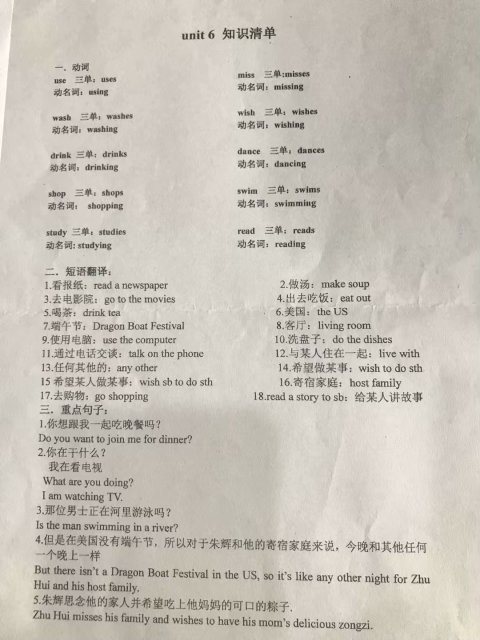 unit 6 知识清单
一. 动词
use 三单: uses
动名词: using
miss 三单:misses
动名词: missing
wash 三单: washes
动名词: washing
wish 三单: wishes
动名词: wishing
drink 三单: drinks
动名词: drinking
dance 三单: dances
动名词: dancing
shop 三单: shops
动名词: shopping
swim 三单: swims
动名词: swimming
study 三单: studies
动名词: studying
read 三单: reads
动名词: reading
二. 短语翻译:
1.看报纸: read a newspaper 2.做汤: make soup
3.去电影院: go to the movies 4.出去吃饭: eat out
5.喝茶: drink tea 6.美国: the US
7.端午节: Dragon Boat Festival 8.客厅: living room
9.使用电脑: use the computer 10.洗盘子: do the dishes
11.通过电话交谈: talk on the phone 12.与某人住在一起: live with
13.任何其他的: any other 14.希望做某事: wish to do sth
15 希望某人做某事: wish sb to do sth 16.寄宿家庭: host family
17.去购物: go shopping 18.read a story to sb: 给某人讲故事
三. 重点句子:
1.你想跟我一起吃晚餐吗?
Do you want to join me for dinner?
2.你在干什么?
我在看电视
What are you doing?
I am watching TV.
3.那位男士正在河里游泳吗?
Is the man swimming in a river?
4.但是在美国没有端午节，所以对于朱辉和他的寄宿家庭来说，今晚和其他任何
一个晚上一样
But there isn't a Dragon Boat Festival in the US, so it's like any other night for Zhu
Hui and his host family.
5.朱辉思念他的家人并希望吃上他妈妈的可口的粽子.
Zhu Hui misses his family and wishes to have his mom's delicious zongzi.